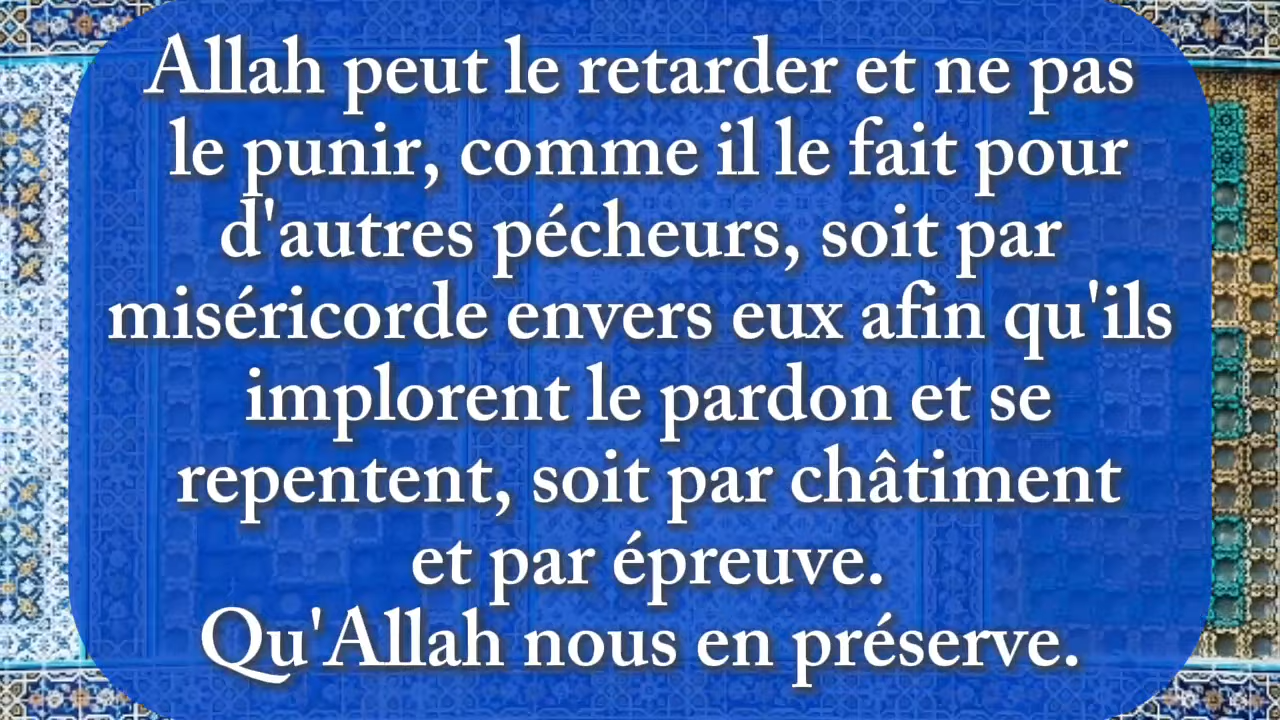 Allah peut le retarder et ne pas
le punir, comme il le fait pour
d'autres pécheurs, soit par
miséricorde envers eux afin qu'ils
implorent le pardon et se
repentent, soit par châtiment
et par épreuve.
Qu'Allah nous en préserve.